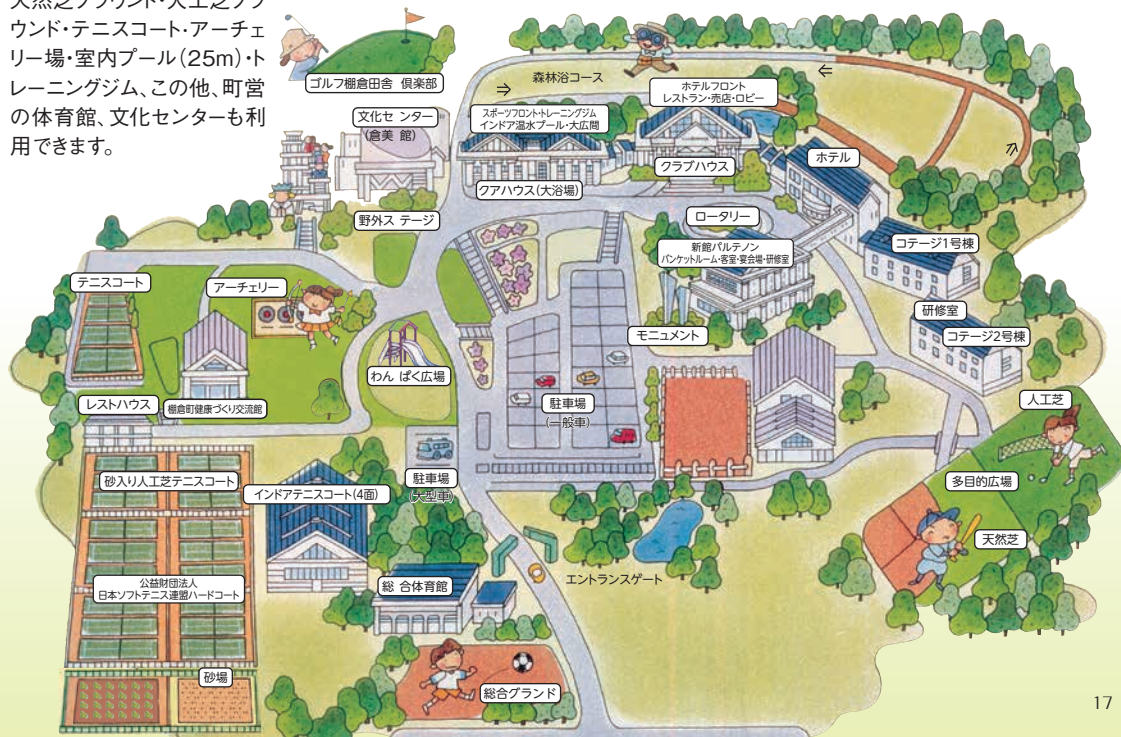 天然芝グラウンド・人工芝グラ
ウンド・テニスコート・アーチェ
リー場・室内プール(25m)・ト
レーニングジム、この他、町営
の体育館、文化センターも利
用できます。
ゴルフ棚倉田舎 倶楽部
森林浴コース
ホテルフロント
レストラン・売店・ロビー
文化セ ンター
(倉美 館)
スポーツフロント・トレーニングジム
インドア温水プール・大広間
クラブハウス
ホテル
クアハウス(大浴場)
野外ス テージ
ロータリー
新館パルテノン
バンケットルーム・客室・宴会場・研修室
コテージ1号棟
テニスコート
アーチェリー
研修室
コテージ2号棟
モニュメント
わん ぱく広場
レストハウス
棚倉町健康づくり交流館
駐車場
(一般車)
人工芝
砂入り人工芝テニスコート
インドアテニスコート(4面)
駐車場
(大型車)
多目的広場
天然芝
公益財団法人
日本ソフトテニス連盟ハードコート
総 合体育館
エントランスゲート
砂場
総合グランド
17